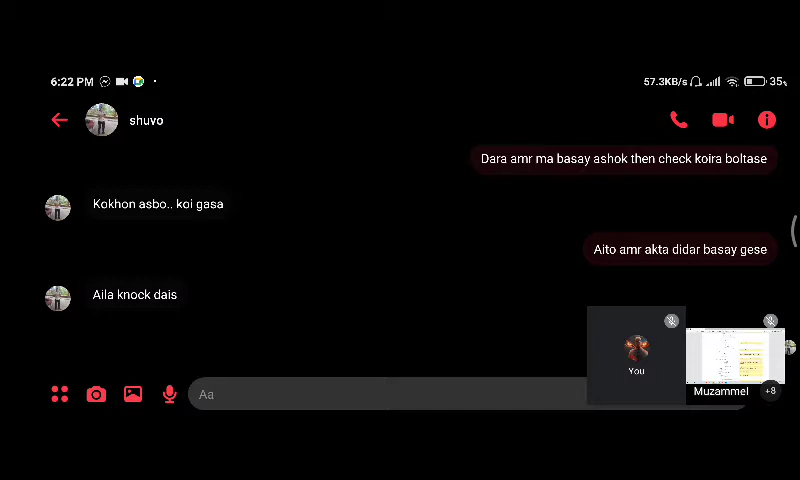 6:22 PM
57.3KB/s
35%
shuvo
Dara amr ma basay ashok then check koira boltase
Kokhon asbo.. koi gasa
Aito amr akta didar basay gese
Aila knock dais
You
Muzammel
+8
Aa